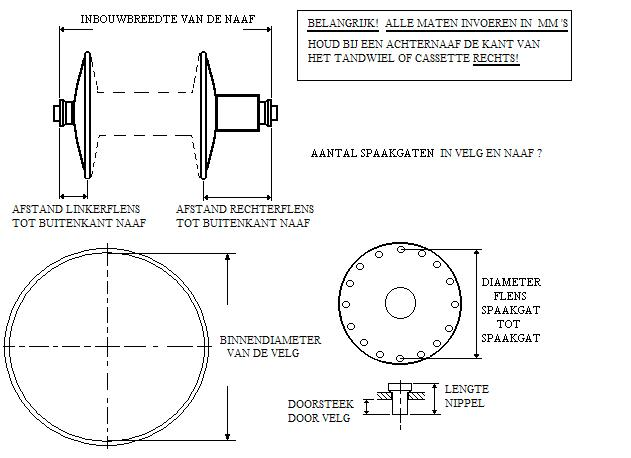 INBOUWBREEDTE VAN DE NAAF
BELANGRIJK! ALLE MATEN INVOEREN IN MM'S
HOUD BIJ EEN ACHTERNAAF DE KANT VAN
HET TANDWIEL OF CASSETTE RECHTS!
AANTAL SPAAKGATEN IN VELG EN NAAF ?
AFSTAND LINKERFLENS
TOT BUITENKANT NAAF
AFSTAND RECHTERFLENS
TOT BUITENKANT NAAF
BINNENDIAMETER
VAN DE VELG
DIAMETER
FLENS
SPAAKGAT
TOT
SPAAKGAT
DOORSTEEK
DOOR VELG
LENGTE
NIPPEL